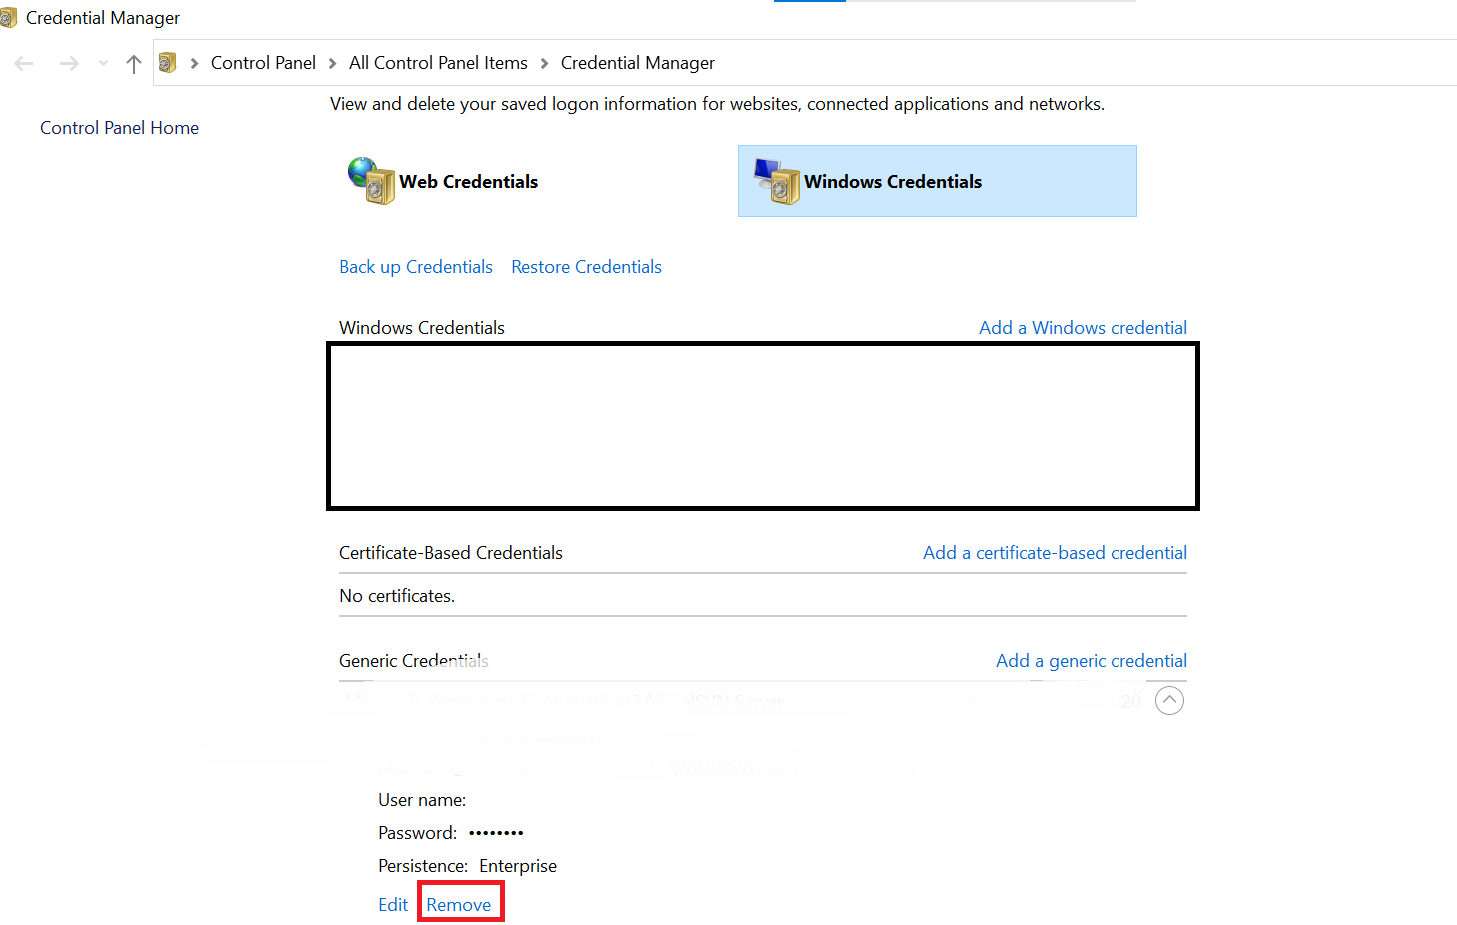 Credential Manager
Control Panel > All Control Panel Items > Credential Manager
View and delete your saved logon information for websites, connected applications and networks.
Control Panel Home
Web Credentials
Windows Credentials
Back up Credentials Restore Credentials
Windows Credentials Add a Windows credential
Certificate-Based Credentials Add a certificate-based credential
No certificates.
Generic Credentials Add a generic credential
SVN Server 20
User name:
Password: ••••••••
Persistence: Enterprise
Edit Remove